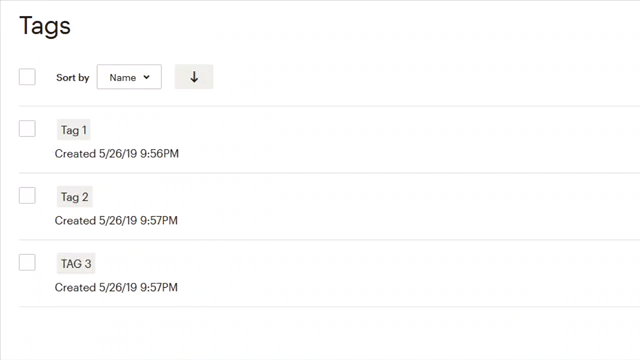 Tags
Sort by Name ↓
Tag 1
Created 5/26/19 9:56PM
Tag 2
Created 5/26/19 9:57PM
TAG 3
Created 5/26/19 9:57PM